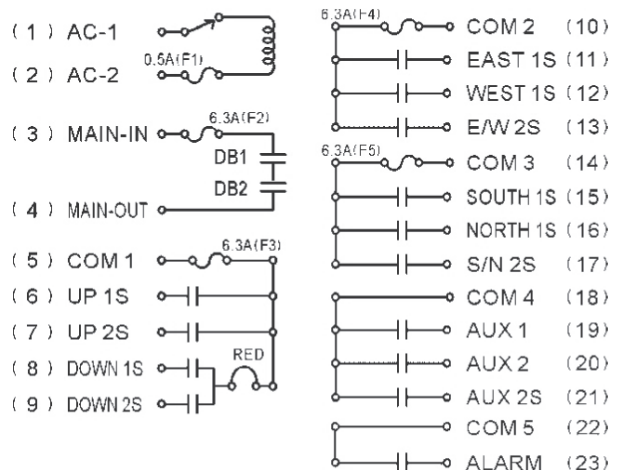 ( 1 ) AC-1
0.5A(F1)
( 2 ) AC-2
6.3A(F2)
( 3 ) MAIN-IN
DB1
DB2
( 4 ) MAIN-OUT
6.3A(F3)
( 5 ) COM 1
( 6 ) UP 1S
( 7 ) UP 2S
RED
( 8 ) DOWN 1S
( 9 ) DOWN 2S
6.3A(F4)
COM 2 (10)
EAST 1S (11)
WEST 1S (12)
E/W 2S (13)
6.3A(F5)
COM 3 (14)
SOUTH 1S (15)
NORTH 1S (16)
S/N 2S (17)
COM 4 (18)
AUX 1 (19)
AUX 2 (20)
AUX 2S (21)
COM 5 (22)
ALARM (23)